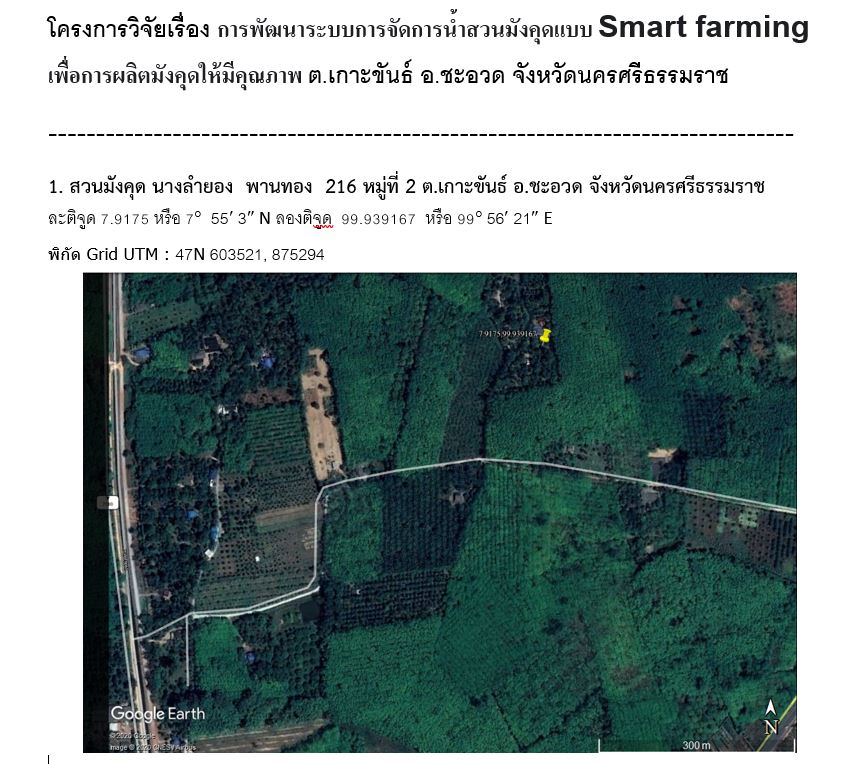 โครงการวิจัยเรื่อง การพัฒนาระบบการจัดการน้ำสวนมังคุดแบบ Smart farming
เพื่อการผลิตมังคุดให้มีคุณภาพ ต.เกาะขันธ์ อ.ชะอวด จังหวัดนครศรีธรรมราช
--------------------------------------------------------------------------------
1. สวนมังคุด นางลำยอง พานทอง 216 หมู่ที่ 2 ต.เกาะขันธ์ อ.ชะอวด จังหวัดนครศรีธรรมราช
ละติจูด 7.9175 หรือ 7° 55′ 3″ N ลองติจูด 99.939167 หรือ 99° 56′ 21″ E
พิกัด Grid UTM : 47N 603521, 875294
7.9175,99.939167
Google Earth
© 2020 Google
Image © 2020 CNES / Airbus
N
300 m